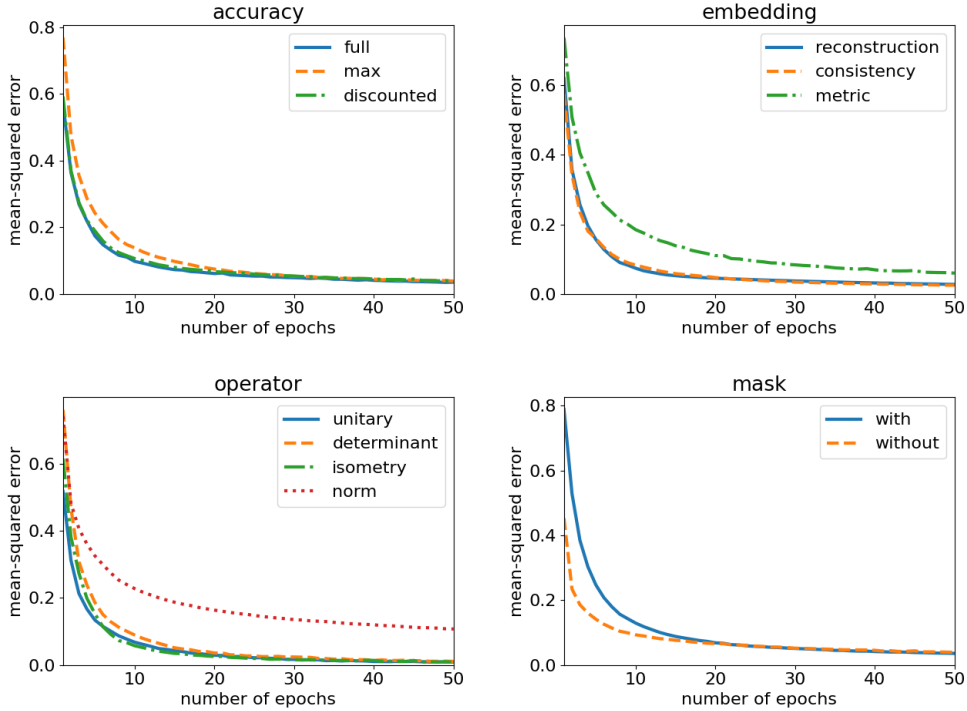 accuracy
mean-squared error
0.8
0.6
0.4
0.2
0.0
full
max
discounted
10 20 30 40 50
number of epochs
embedding
mean-squared error
0.6
0.4
0.2
0.0
reconstruction
consistency
metric
10 20 30 40 50
number of epochs
operator
mean-squared error
0.6
0.4
0.2
0.0
unitary
determinant
isometry
norm
10 20 30 40 50
number of epochs
mask
mean-squared error
0.8
0.6
0.4
0.2
0.0
with
without
10 20 30 40 50
number of epochs